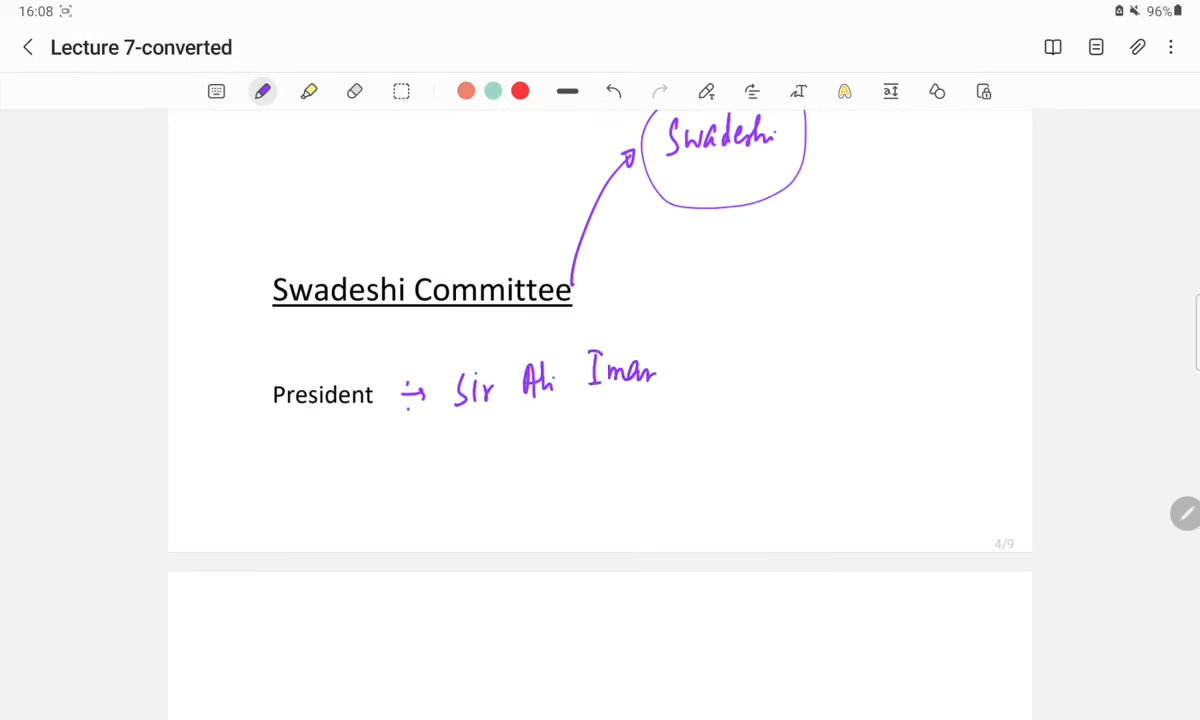 16:08 96%
Lecture 7-converted
Swadeshi
Swadeshi Committee
President → Sir Ali Imam
4/9